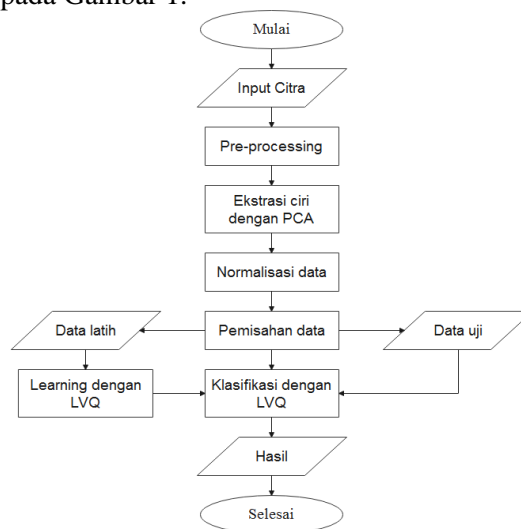 pada Gambar 1.
Mulai
Input Citra
Pre-processing
Ekstrasi ciri
dengan PCA
Normalisasi data
Data latih
Pemisahan data
Data uji
Learning dengan
LVQ
Klasifikasi dengan
LVQ
Hasil
Selesai